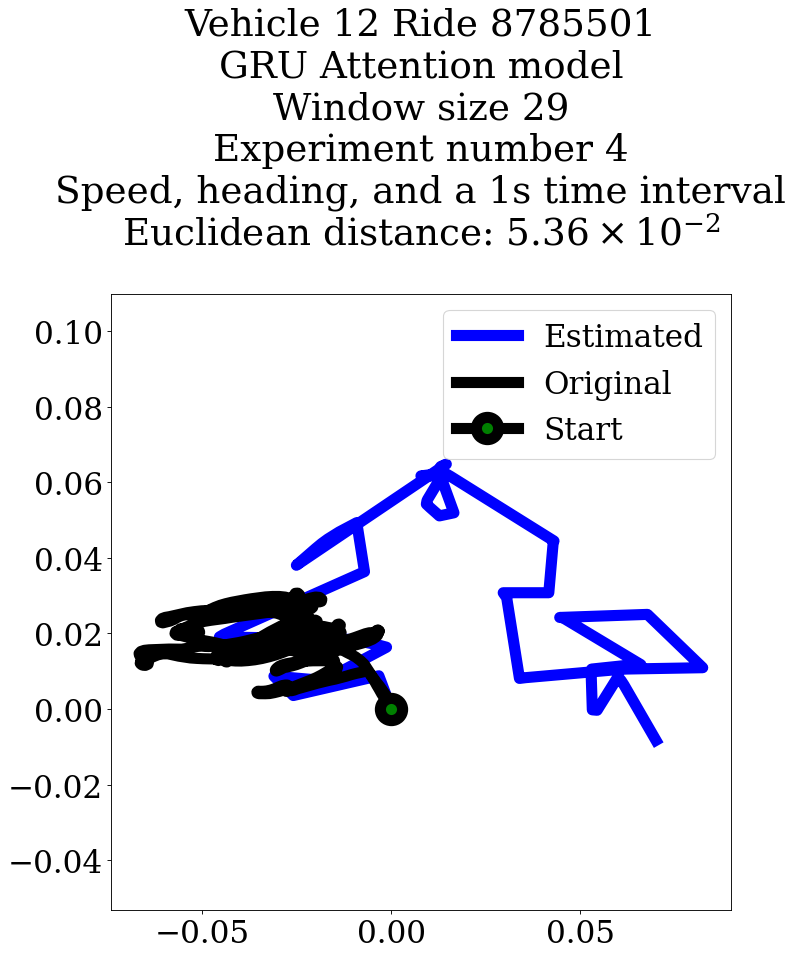 Vehicle 12 Ride 8785501
GRU Attention model
Window size 29
Experiment number 4
Speed, heading, and a 1s time interval
Euclidean distance: 5.36 × 10⁻²
Estimated
Original
Start
0.10
0.08
0.06
0.04
0.02
0.00
−0.02
−0.04
−0.05 0.00 0.05